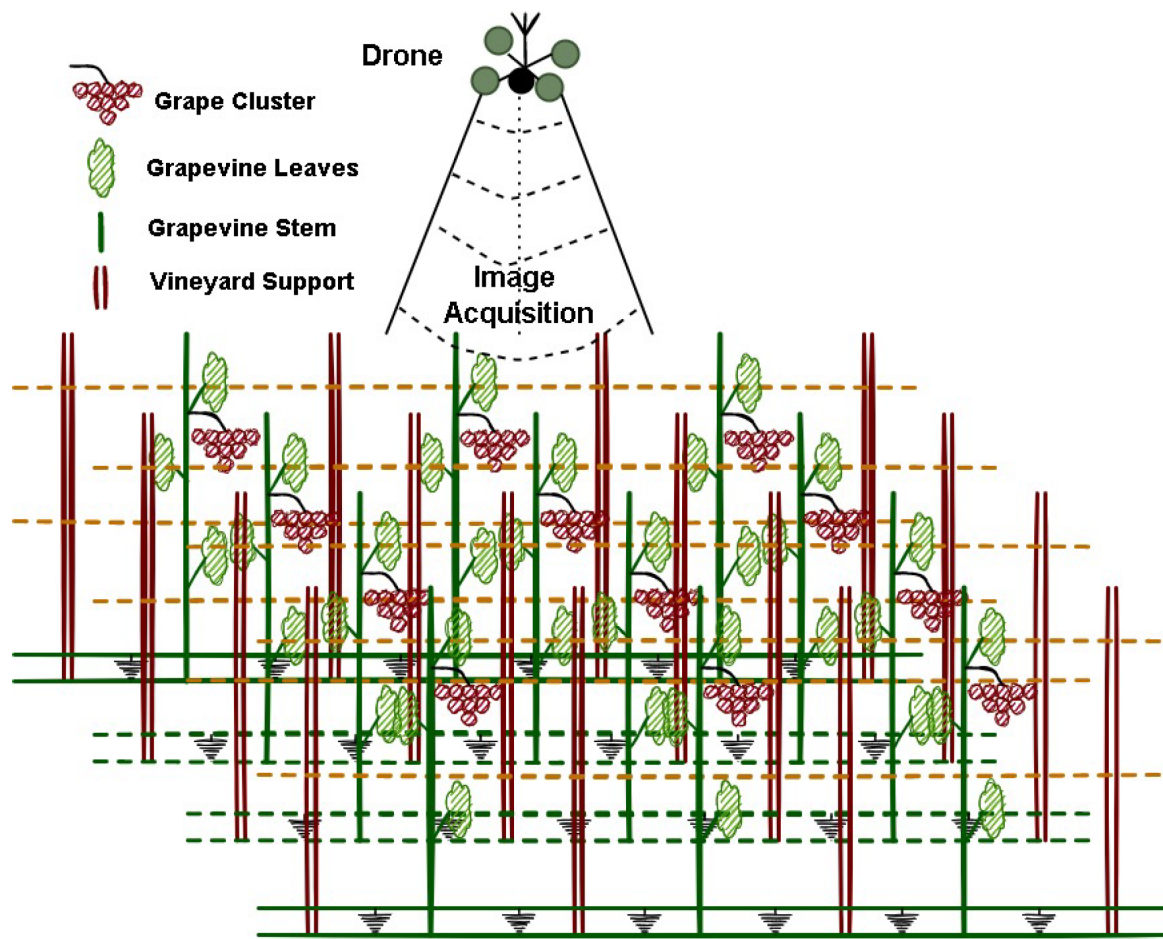 Drone
Grape Cluster
Grapevine Leaves
Grapevine Stem
Vineyard Support
Image
Acquisition